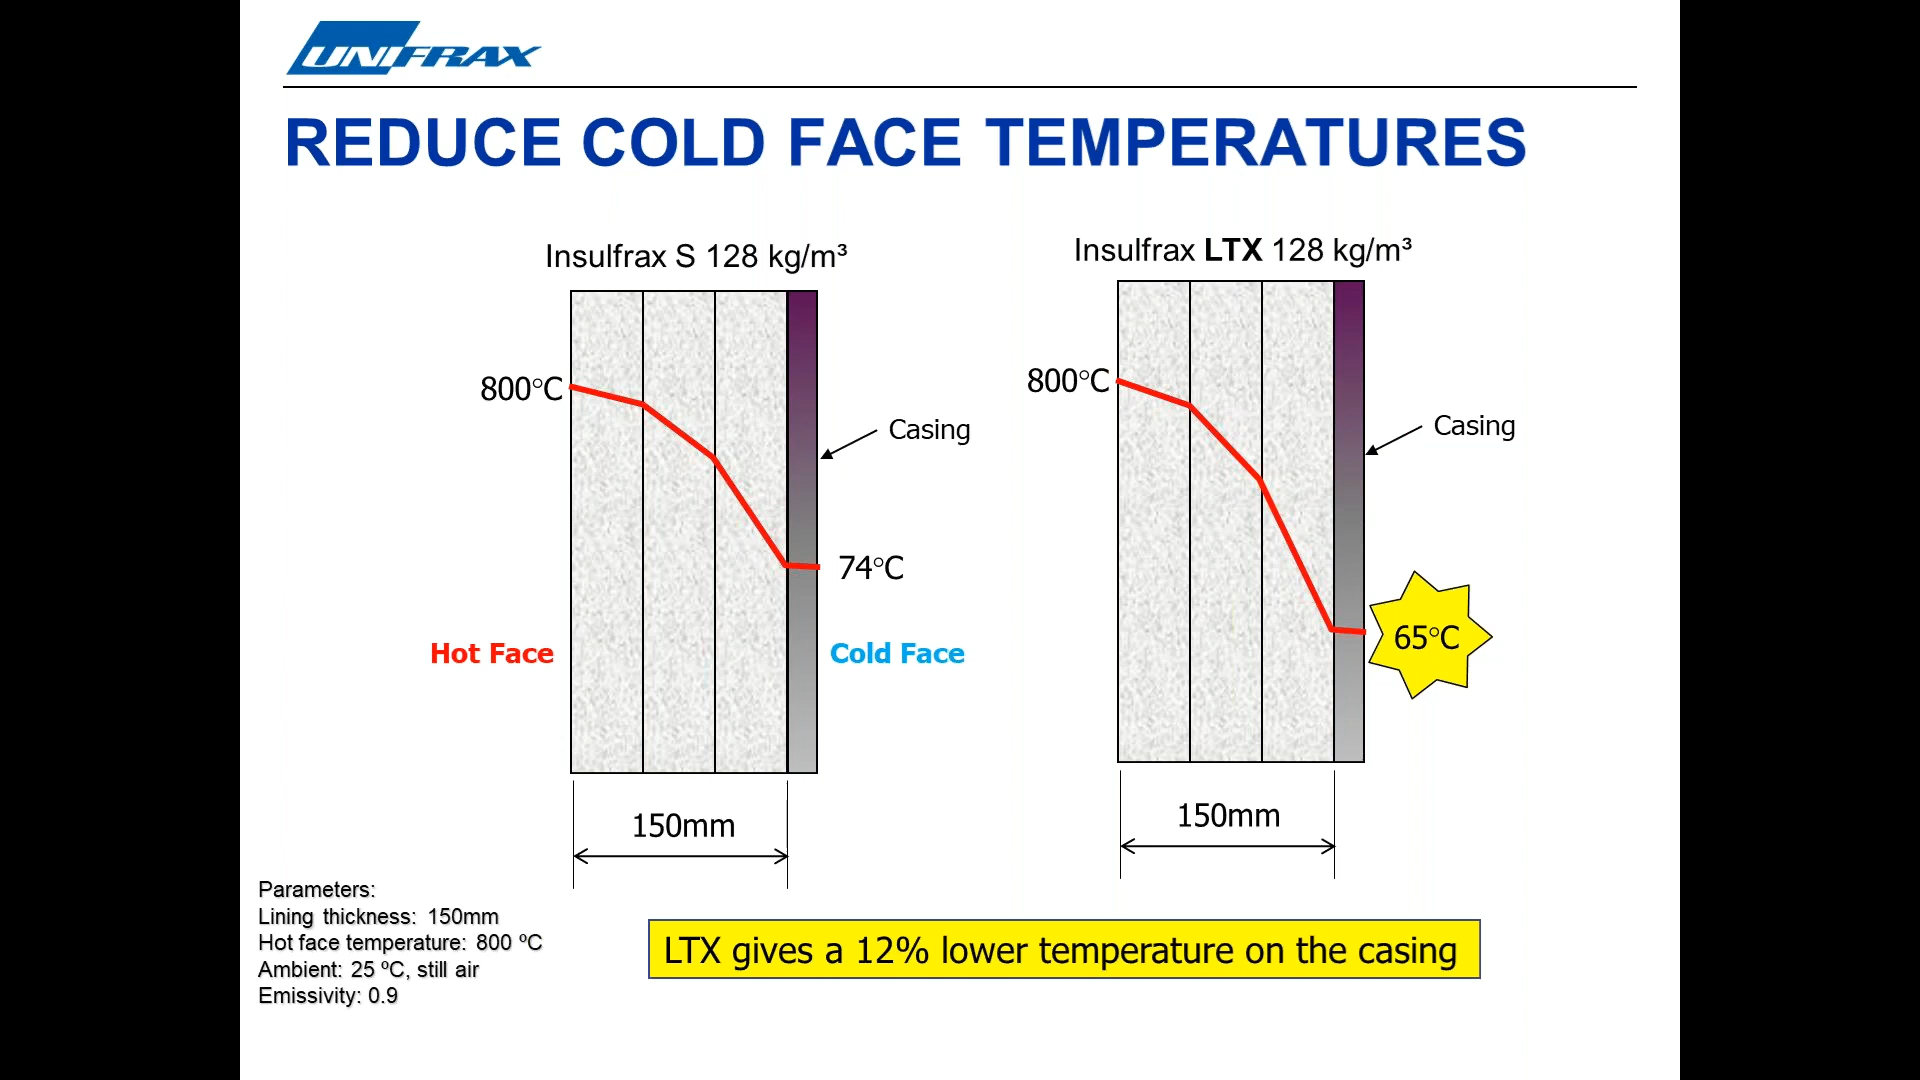 UNIFRAX
REDUCE COLD FACE TEMPERATURES
Insulfrax S 128 kg/m³
800°C
Casing
74°C
Hot Face
Cold Face
150mm
Insulfrax LTX 128 kg/m³
800°C
Casing
65°C
150mm
Parameters:
Lining thickness: 150mm
Hot face temperature: 800 ºC
Ambient: 25 ºC, still air
Emissivity: 0.9
LTX gives a 12% lower temperature on the casing